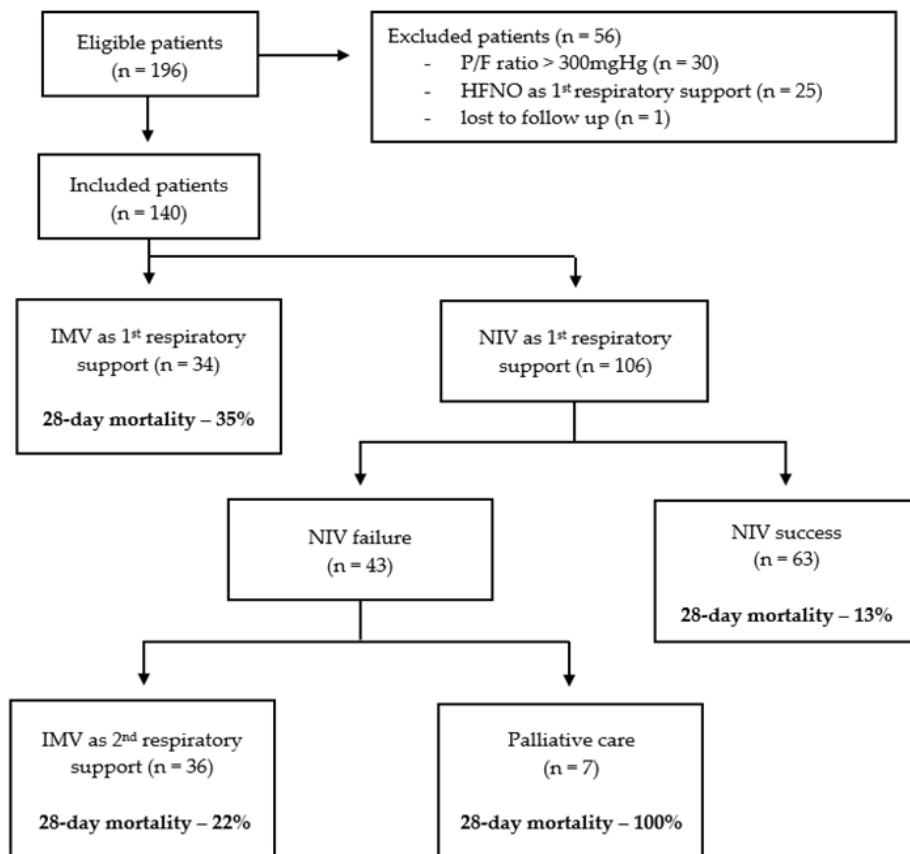 Eligible patients
(n = 196)
Excluded patients (n = 56)
- P/F ratio > 300mgHg (n = 30)
- HFNO as 1st respiratory support (n = 25)
- lost to follow up (n = 1)
Included patients
(n = 140)
IMV as 1st respiratory
support (n = 34)
28-day mortality – 35%
NIV as 1st respiratory
support (n = 106)
NIV failure
(n = 43)
NIV success
(n = 63)
28-day mortality – 13%
IMV as 2nd respiratory
support (n = 36)
28-day mortality – 22%
Palliative care
(n = 7)
28-day mortality – 100%